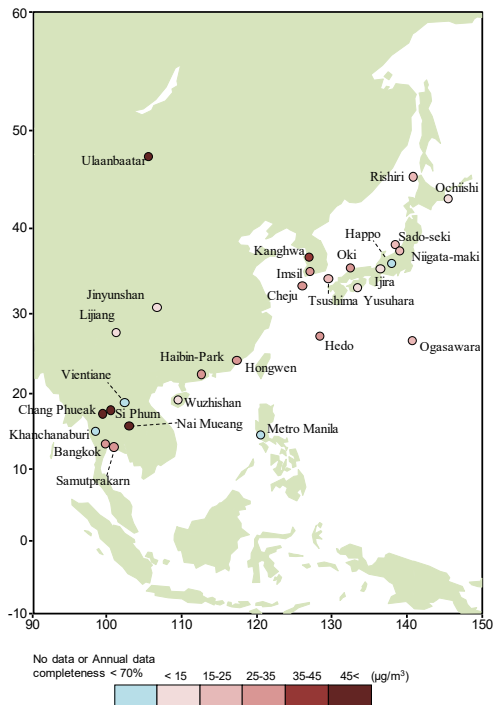 60
50
40
30
20
10
0
-10
90
100
110
120
130
140
150
Ulaanbaatar
Rishiri
Ochiishi
Happo
Sado-seki
Kanghwa
Oki
Niigata-maki
Imsil
Ijira
Cheju
Tsushima
Yusuhara
Jinyunshan
Lijiang
Hedo
Ogasawara
Haibin-Park
Hongwen
Vientiane
Wuzhishan
Chang Phueak
Si Phum
Nai Mueang
Khanchanaburi
Metro Manila
Bangkok
Samutprakarn
No data or Annual data
completeness < 70% < 15 15-25 25-35 35-45 45< (μg/m³)